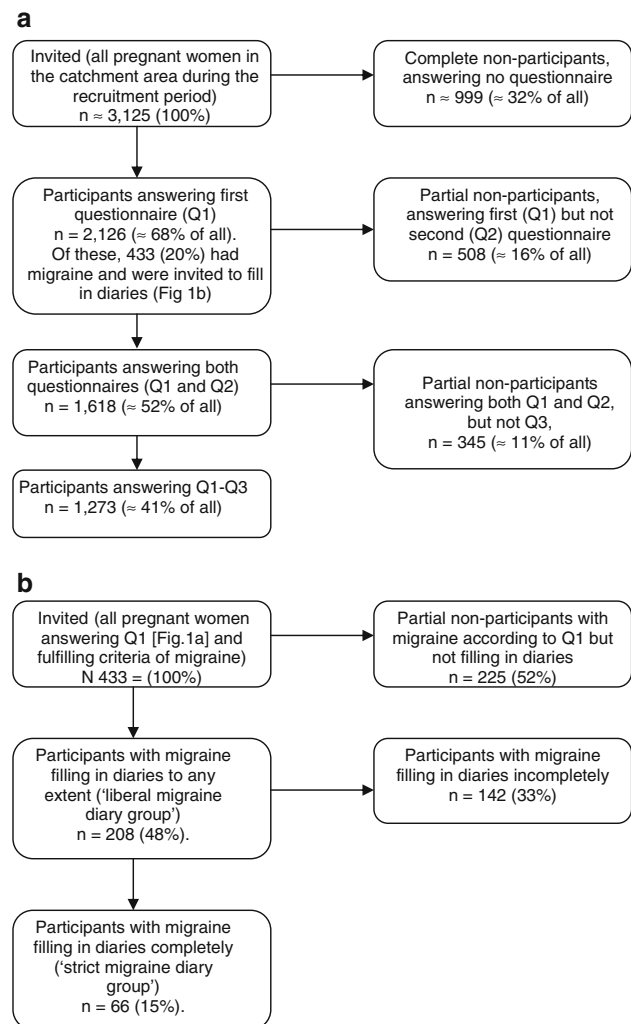 a
Invited (all pregnant women in
the catchment area during the
recruitment period)
n ≈ 3,125 (100%)
Complete non-participants,
answering no questionnaire
n ≈ 999 (≈ 32% of all)
Participants answering first
questionnaire (Q1)
n = 2,126 (≈ 68% of all).
Of these, 433 (20%) had
migraine and were invited to fill
in diaries (Fig 1b)
Partial non-participants,
answering first (Q1) but not
second (Q2) questionnaire
n = 508 (≈ 16% of all)
Participants answering both
questionnaires (Q1 and Q2)
n = 1,618 (≈ 52% of all)
Partial non-participants
answering both Q1 and Q2,
but not Q3,
n = 345 (≈ 11% of all)
Participants answering Q1-Q3
n = 1,273 (≈ 41% of all)
b
Invited (all pregnant women
answering Q1 [Fig.1a] and
fulfilling criteria of migraine)
N 433 = (100%)
Partial non-participants with
migraine according to Q1 but
not filling in diaries
n = 225 (52%)
Participants with migraine
filling in diaries to any
extent (‘liberal migraine
diary group’)
n = 208 (48%).
Participants with migraine
filling in diaries incompletely
n = 142 (33%)
Participants with migraine
filling in diaries completely
(‘strict migraine diary
group’)
n = 66 (15%).